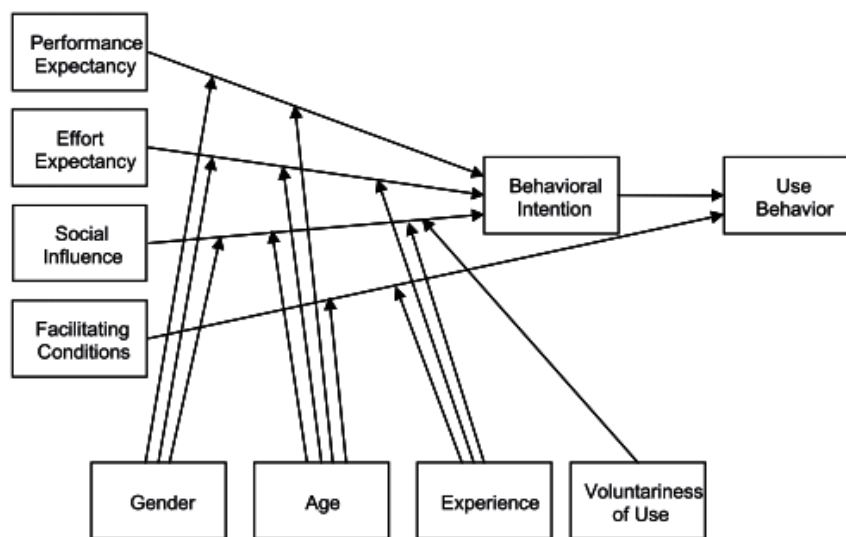 Performance
Expectancy
Effort
Expectancy
Social
Influence
Facilitating
Conditions
Behavioral
Intention
Use
Behavior
Gender
Age
Experience
Voluntariness
of Use